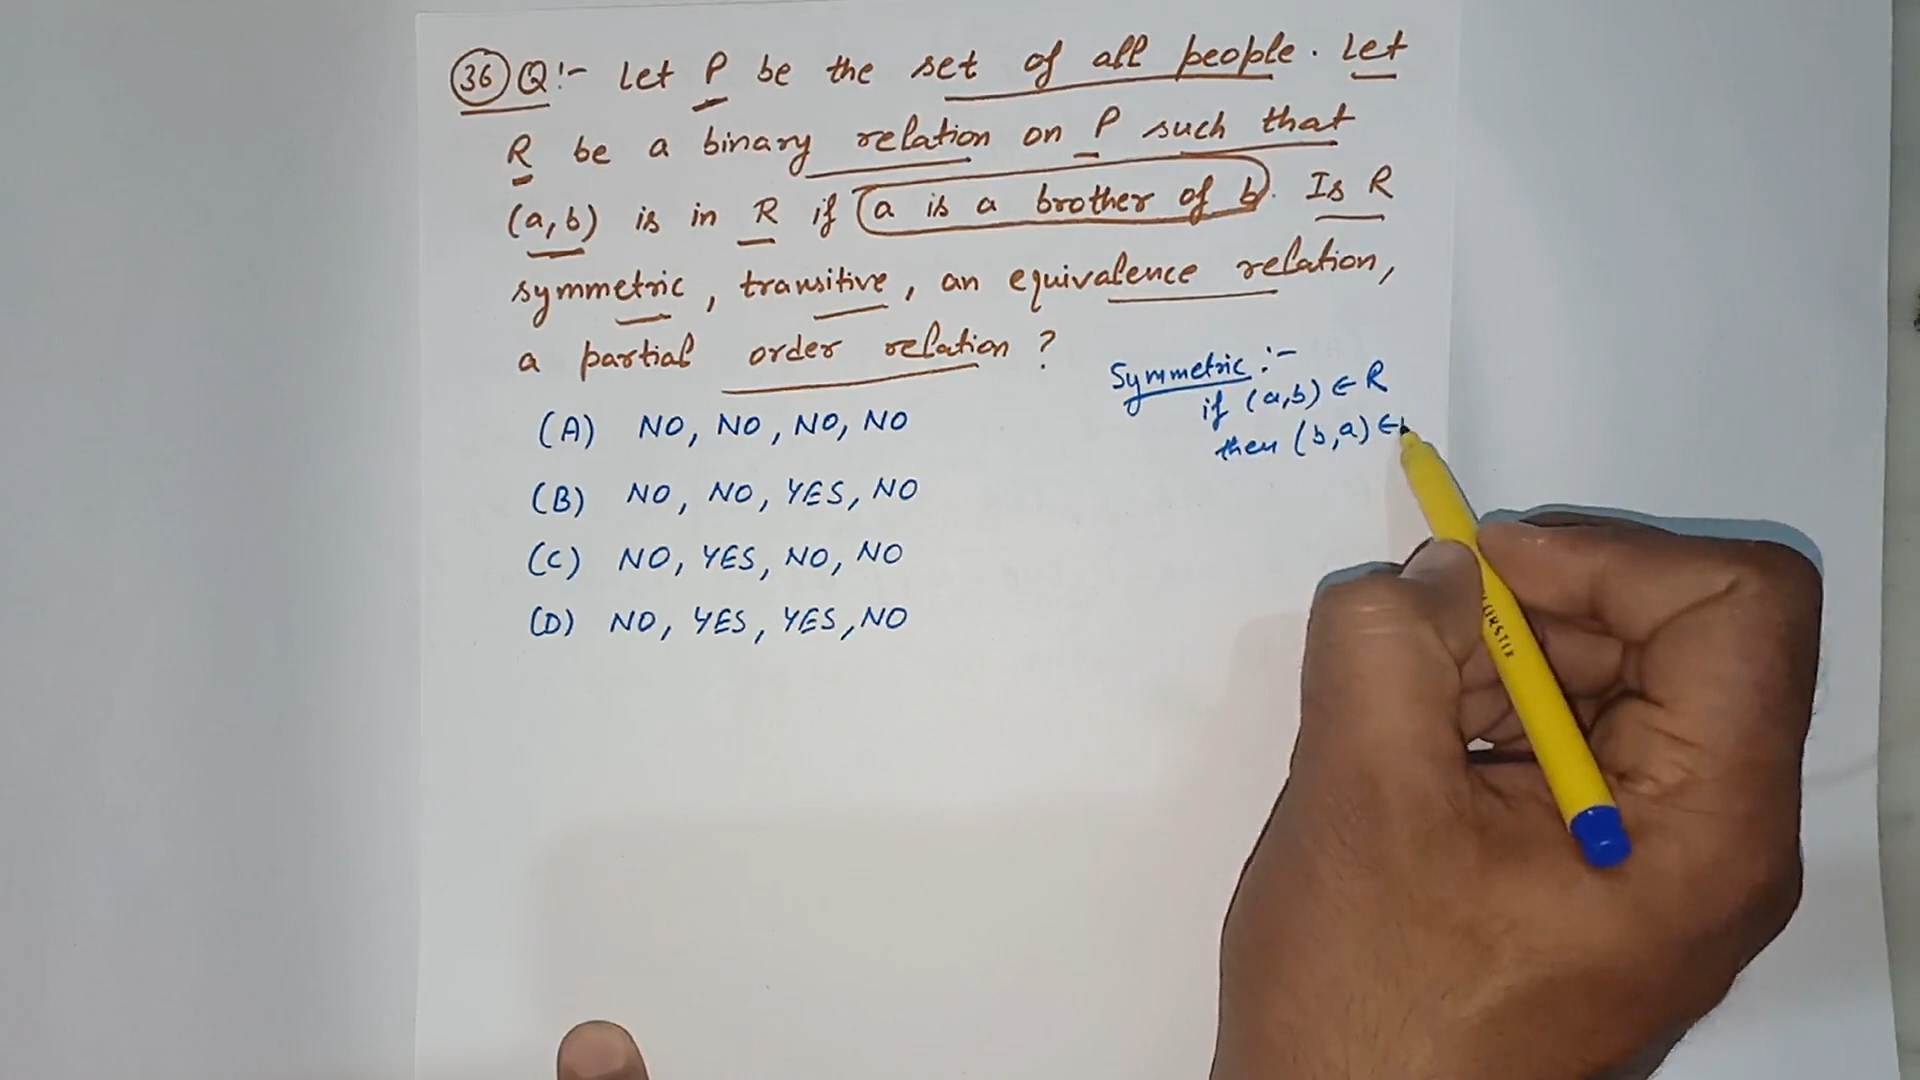 36 Q:- Let P be the set of all people. Let
R be a binary relation on P such that
(a,b) is in R if a is a brother of b. Is R
symmetric, transitive, an equivalence relation,
a partial order relation?
(A) NO, NO, NO, NO
(B) NO, NO, YES, NO
(C) NO, YES, NO, NO
(D) NO, YES, YES, NO
Symmetric :-
if (a,b) ∈ R
then (b,a) ∈